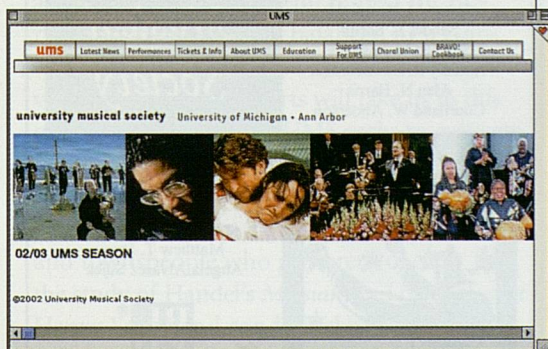 UMS
ums Latest News Performances Tickets & Info About UMS Education Support For UMS Choral Union BRAVO! Cookbook Contact Us
university musical society University of Michigan • Ann Arbor
02/03 UMS SEASON
©2002 University Musical Society